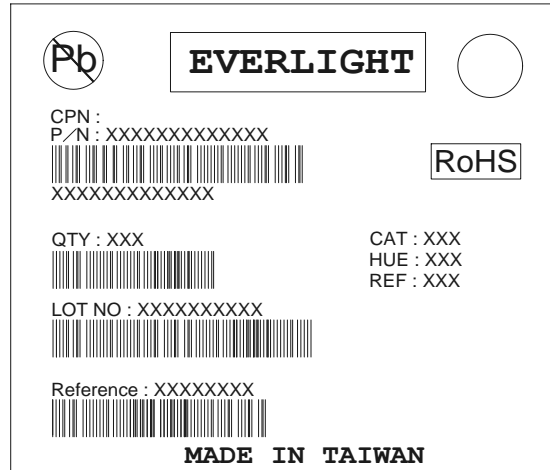 Pb
EVERLIGHT
CPN :
P/N : XXXXXXXXXXXXX
XXXXXXXXXXXXX
RoHS
QTY : XXX
CAT : XXX
HUE : XXX
REF : XXX
LOT NO : XXXXXXXXXX
Reference : XXXXXXXX
MADE IN TAIWAN